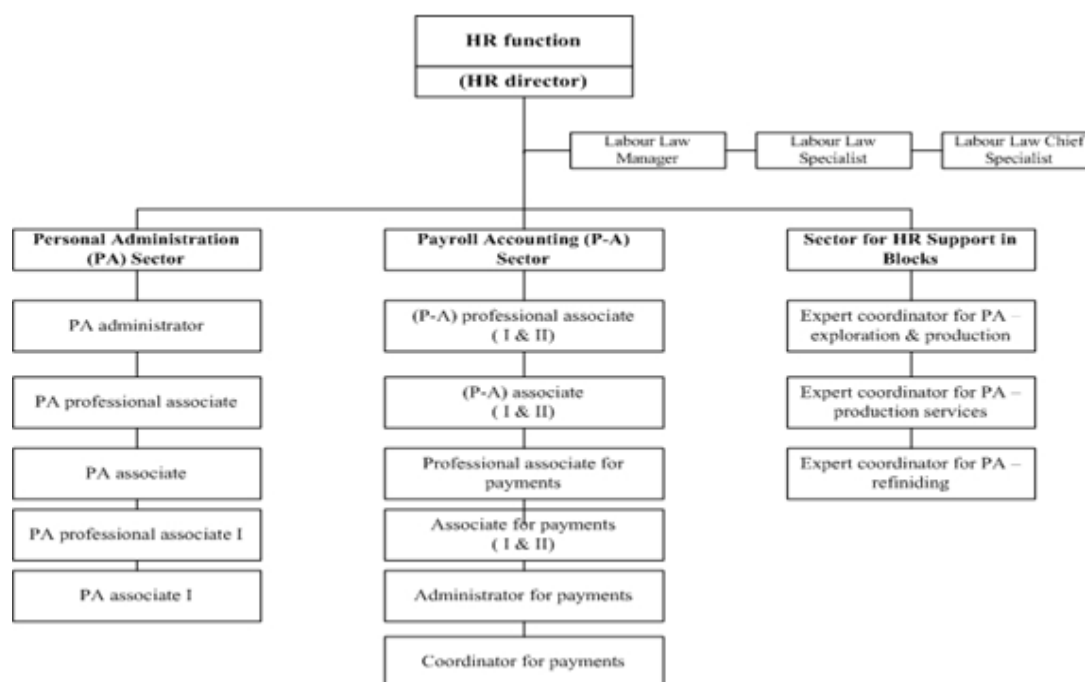 HR function
(HR director)
Labour Law
Manager
Labour Law
Specialist
Labour Law Chief
Specialist
Personal Administration
(PA) Sector
PA administrator
PA professional associate
PA associate
PA professional associate I
PA associate I
Payroll Accounting (P-A)
Sector
(P-A) professional associate
( I & II)
(P-A) associate
( I & II)
Professional associate for
payments
Associate for payments
( I & II)
Administrator for payments
Coordinator for payments
Sector for HR Support in
Blocks
Expert coordinator for PA –
exploration & production
Expert coordinator for PA –
production services
Expert coordinator for PA –
refiniding